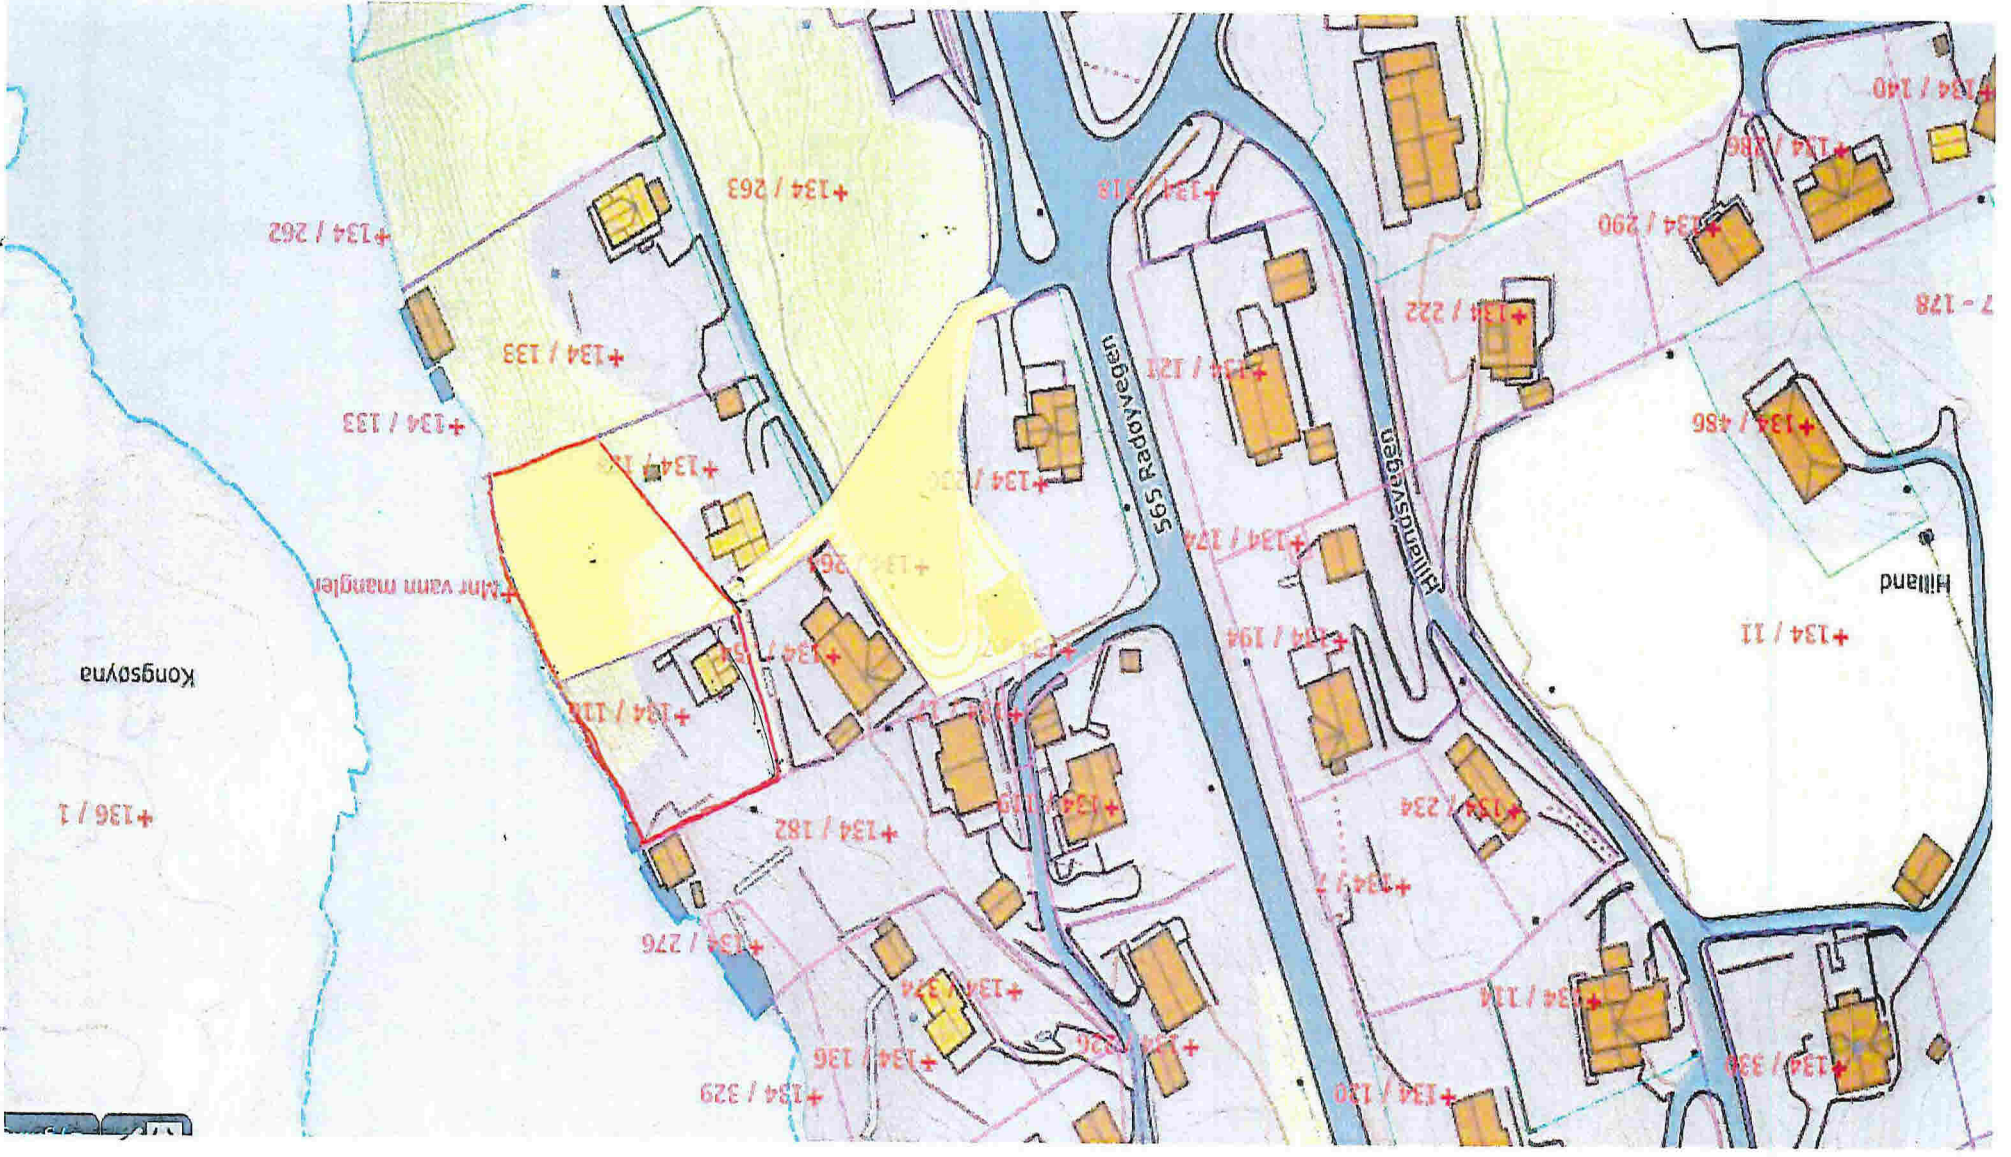 +134 / 140
+134 / 286
+134 / 263
+134 / 318
+134 / 262
+134 / 290
7 - 178
+134 / 222
+134 / 133
565 Radøyvegen
+134 / 121
+134 / 133
+134 / 486
Hillandsvegen
+134 / 174
Hilland
+Mnr vann mangler
+134 / 11
+134 / 194
Kongsøyna
+136 / 1
+134 / 182
+134 / 119
+134 / 234
+134 / 7
+134 / 276
+134 / 374
+134 / 114
+134 / 226
+134 / 136
+134 / 329
+134 / 120
+134 / 330